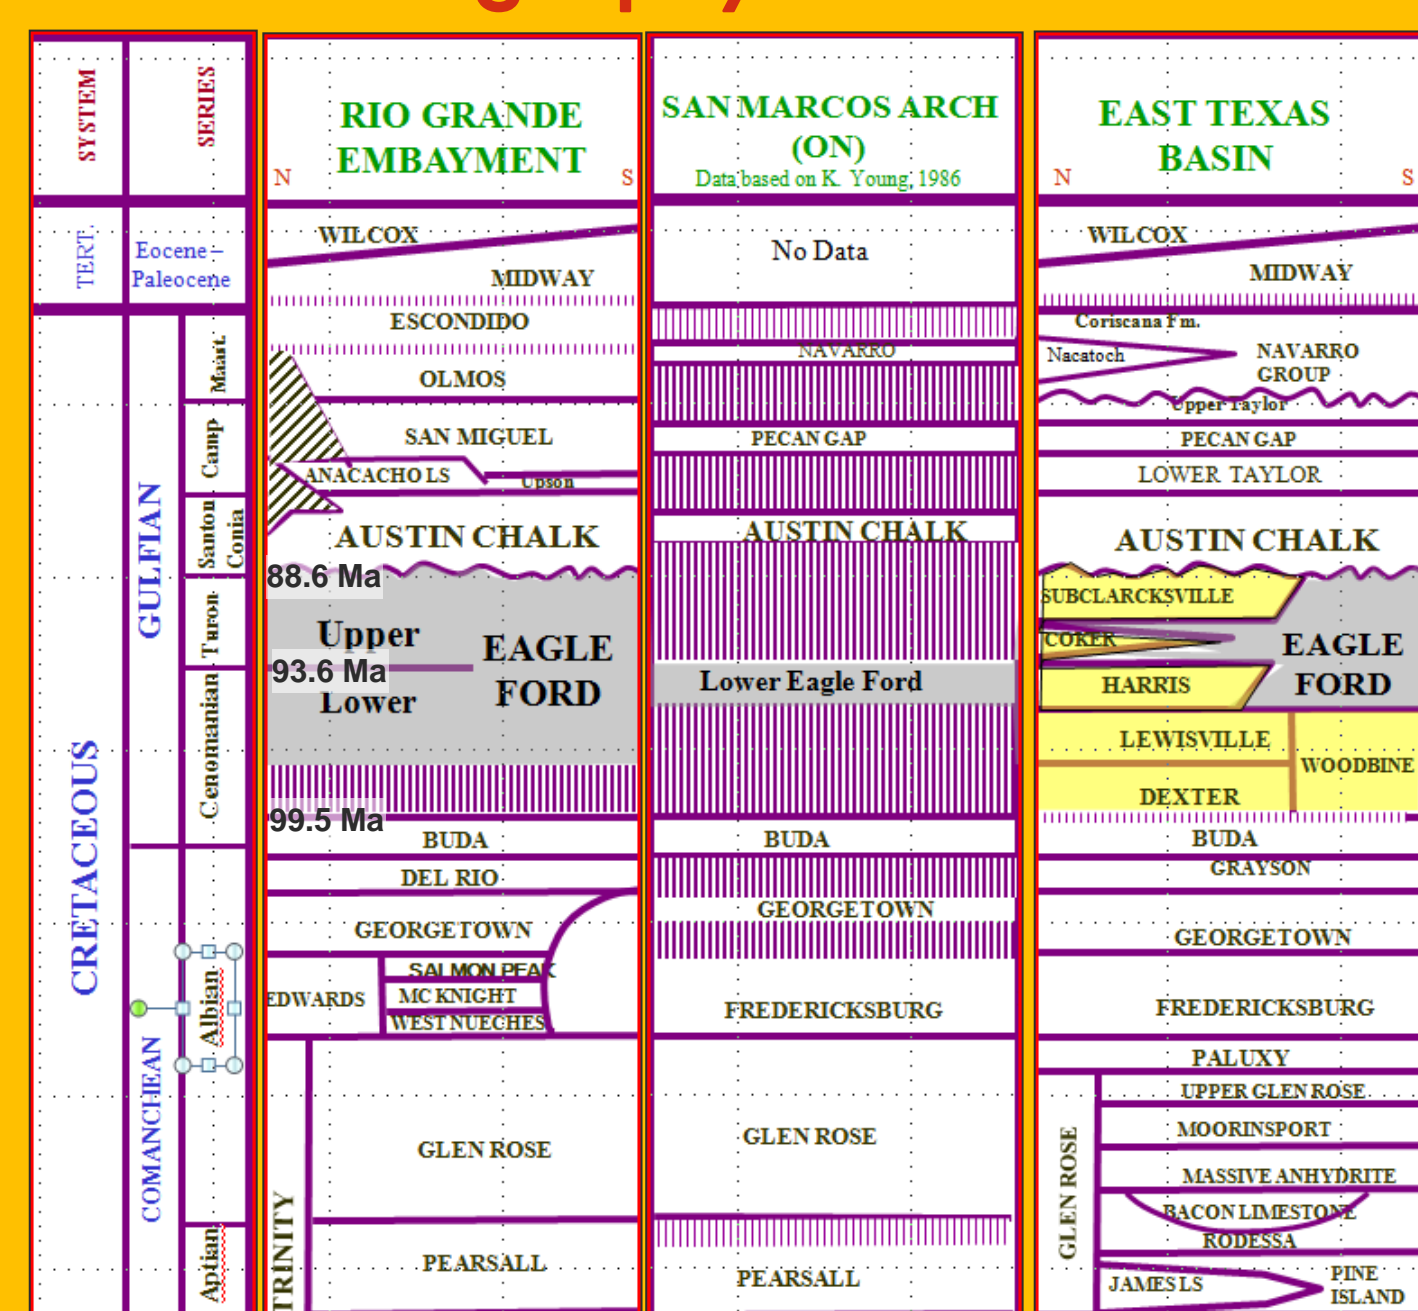 SYSTEM
SERIES
RIO GRANDE
EMBAYMENT
N
S
SAN MARCOS ARCH
(ON)
Data based on K. Young, 1986
EAST TEXAS
BASIN
N
S
TERT.
Eocene–
Paleocene
CRETACEOUS
GULFIAN
COMANCHEAN
Maart.
Camp
Santon
Conia
Turon
Cenomanian
Albian
Aptian
WILCOX
MIDWAY
ESCONDIDO
OLMOS
SAN MIGUEL
ANACACHO LS
Upson
AUSTIN CHALK
88.6 Ma
Upper
EAGLE
FORD
93.6 Ma
Lower
99.5 Ma
BUDA
DEL RIO
GEORGETOWN
SALMON PEAK
EDWARDS
MC KNIGHT
WEST NUECHES
GLEN ROSE
TRINITY
PEARSALL
No Data
NAVARRO
PECAN GAP
AUSTIN CHALK
Lower Eagle Ford
BUDA
GEORGETOWN
FREDERICKSBURG
GLEN ROSE
PEARSALL
WILCOX
MIDWAY
Coriscana Fm.
Nacatoch
NAVARRO
GROUP
Upper Taylor
PECAN GAP
LOWER TAYLOR
AUSTIN CHALK
SUBCLARCKSVILLE
COKER
EAGLE
FORD
HARRIS
LEWISVILLE
WOODBINE
DEXTER
BUDA
GRAYSON
GEORGETOWN
FREDERICKSBURG
PALUXY
GLEN ROSE
UPPER GLEN ROSE
MOORINSPORT
MASSIVE ANHYDRITE
BACON LIMESTONE
RODESSA
JAMES LS
PINE
ISLAND